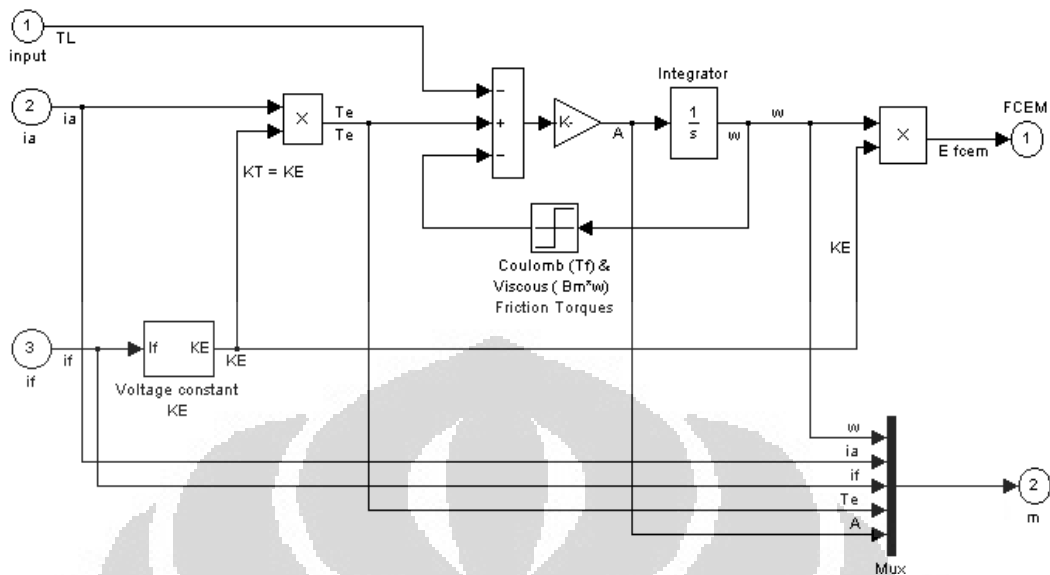 1
input
TL
2
ia
ia
×
Te
Te
KT = KE
−
+
−
K-
A
Integrator
1
s
w
w
×
E fcem
FCEM
1
Coulomb (Tf) &
Viscous ( Bm*w)
Friction Torques
KE
3
if
if
If KE
KE
Voltage constant
KE
w
ia
if
Te
A
Mux
2
m